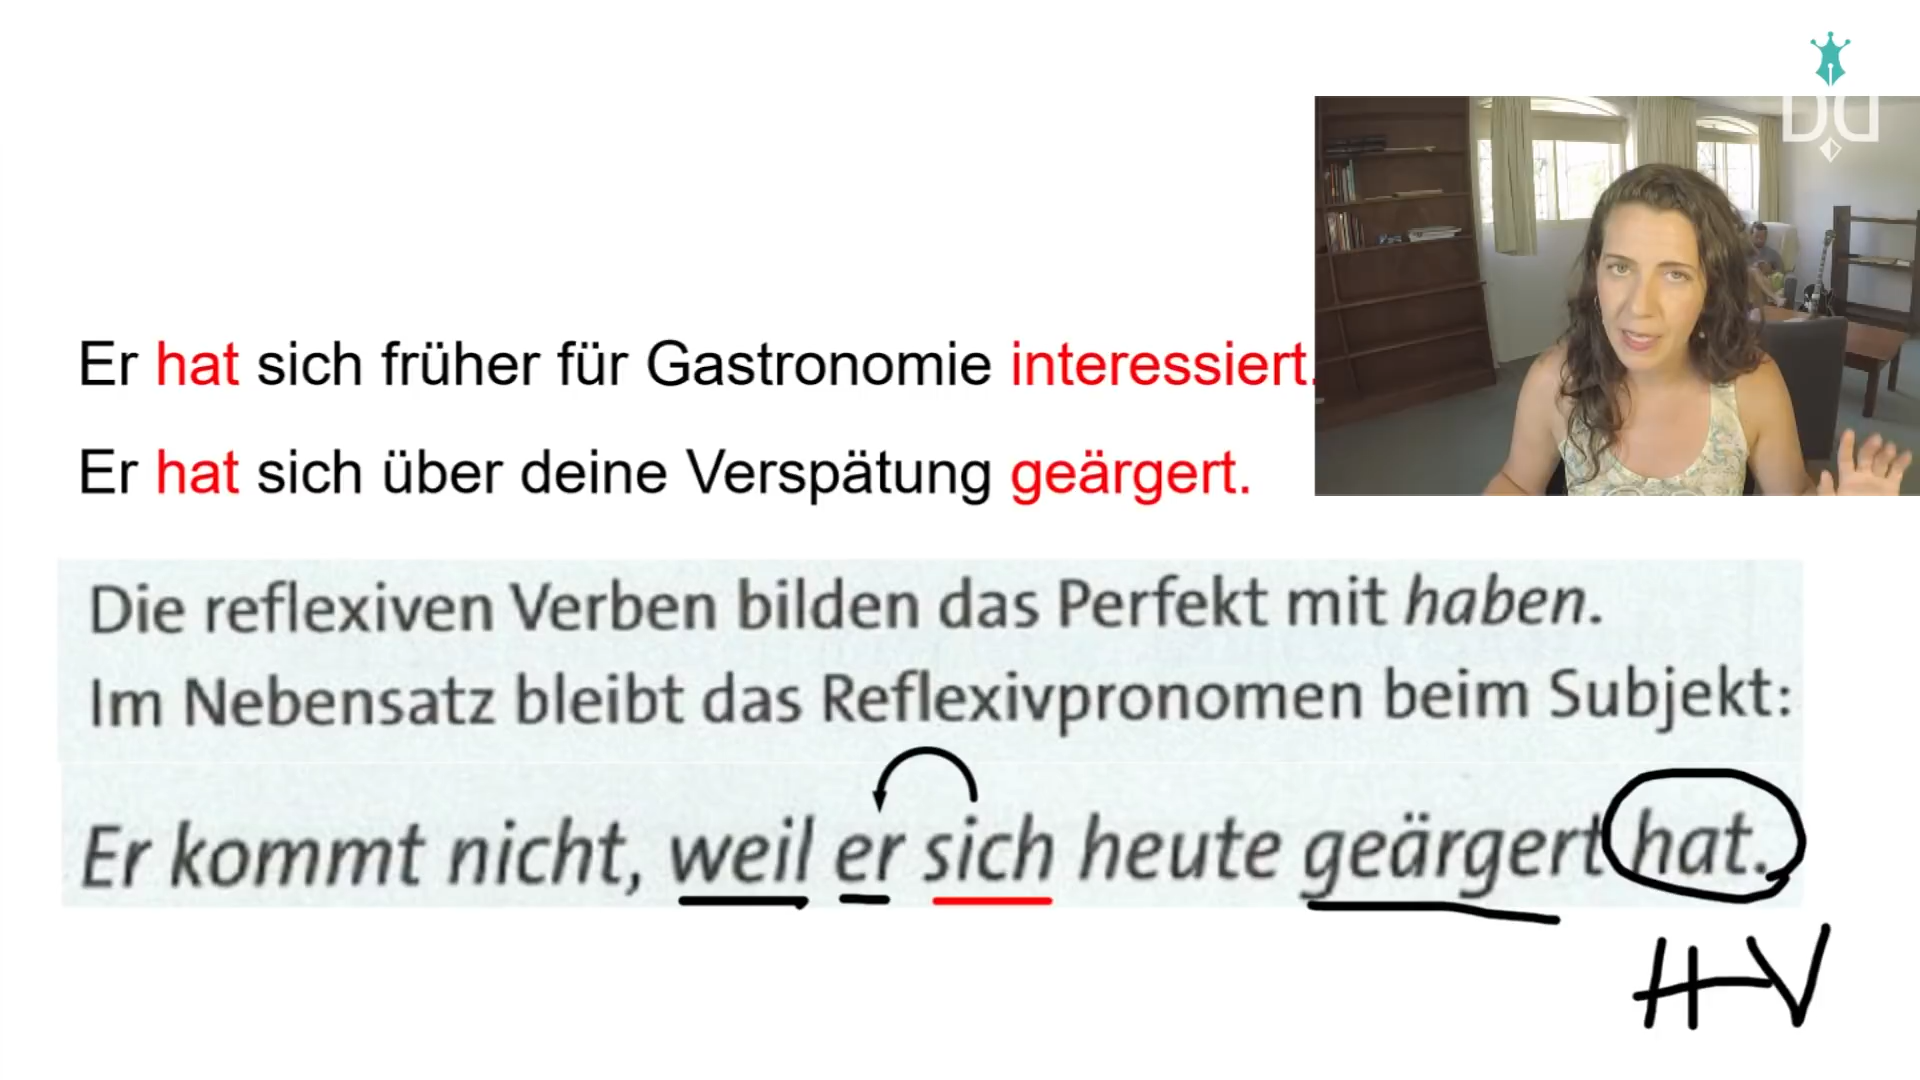 DD
Er hat sich früher für Gastronomie interessiert.
Er hat sich über deine Verspätung geärgert.
Die reflexiven Verben bilden das Perfekt mit haben.
Im Nebensatz bleibt das Reflexivpronomen beim Subjekt:
Er kommt nicht, weil er sich heute geärgert hat.
H-V